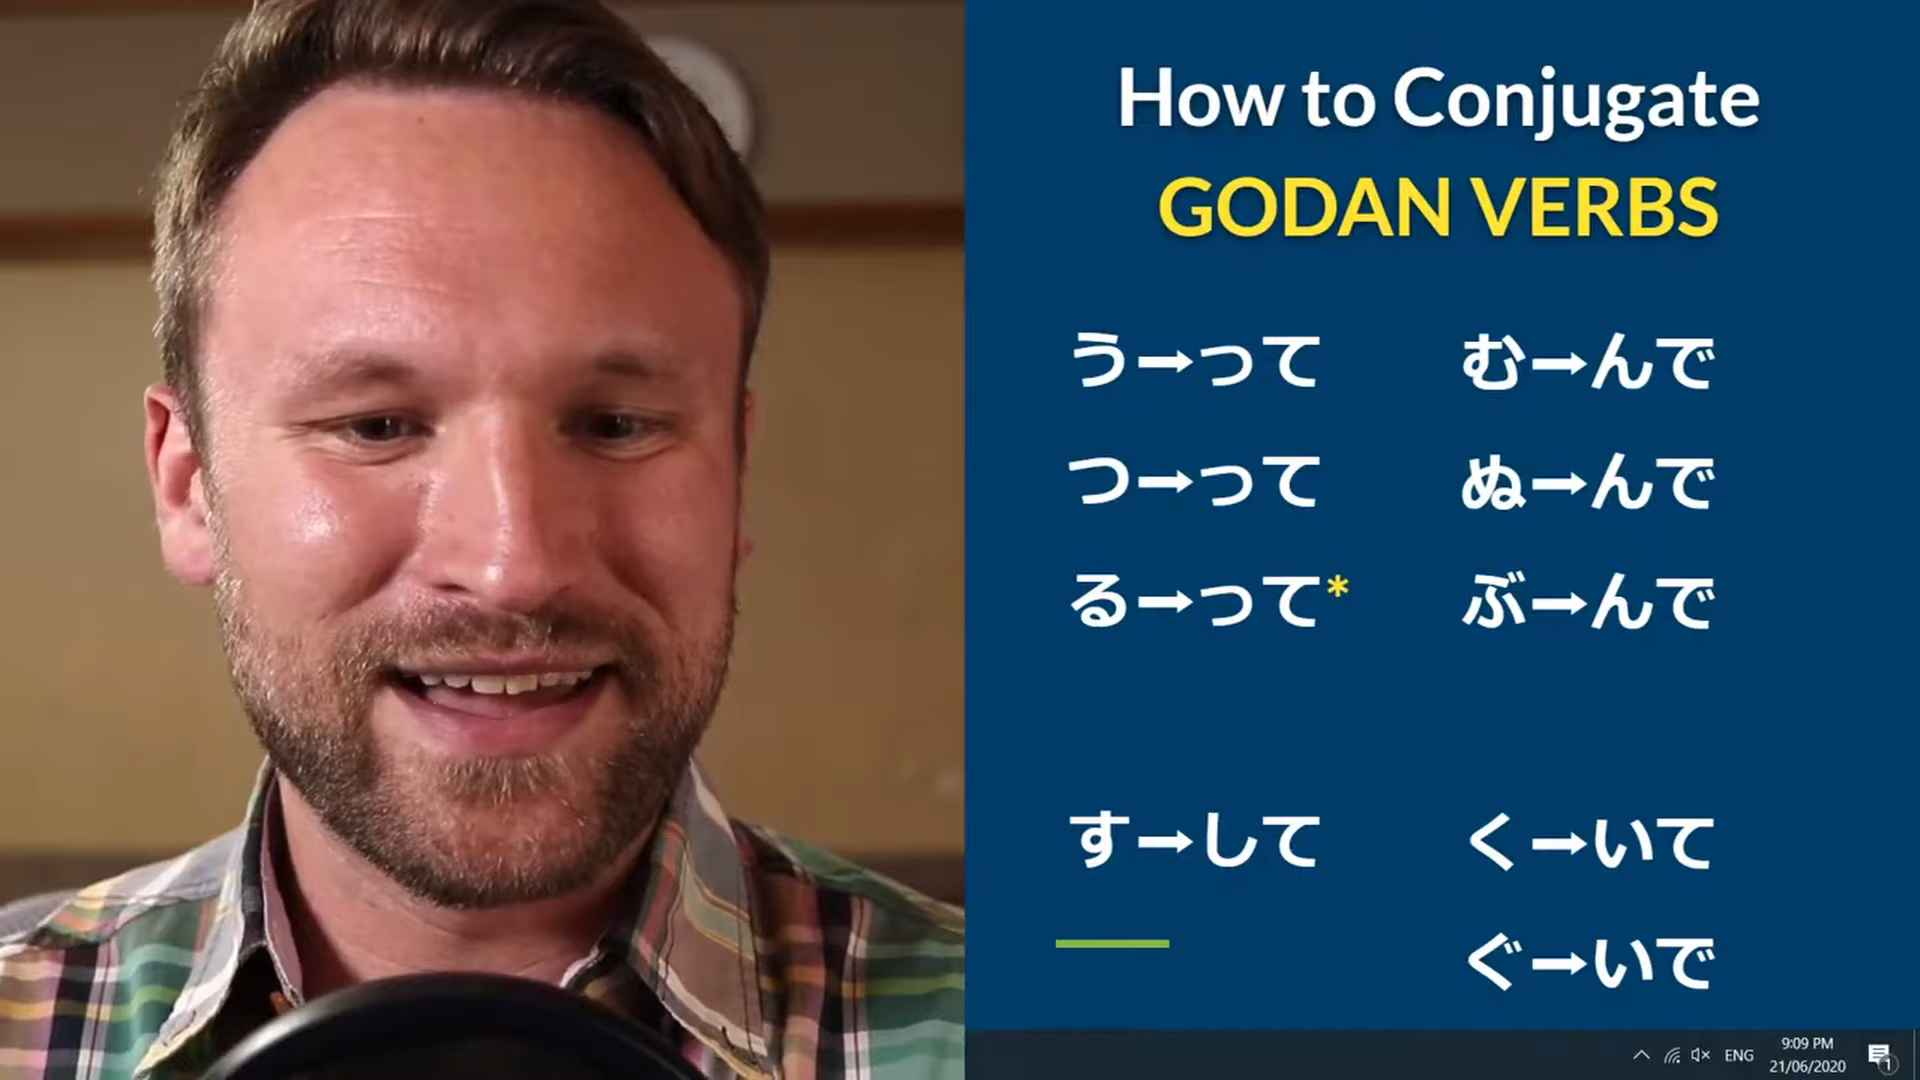 How to Conjugate
GODAN VERBS
う→って
む→んで
つ→って
ぬ→んで
る→って*
ぶ→んで
す→して
く→いて
ぐ→いで
ENG
9:09 PM
21/06/2020
1